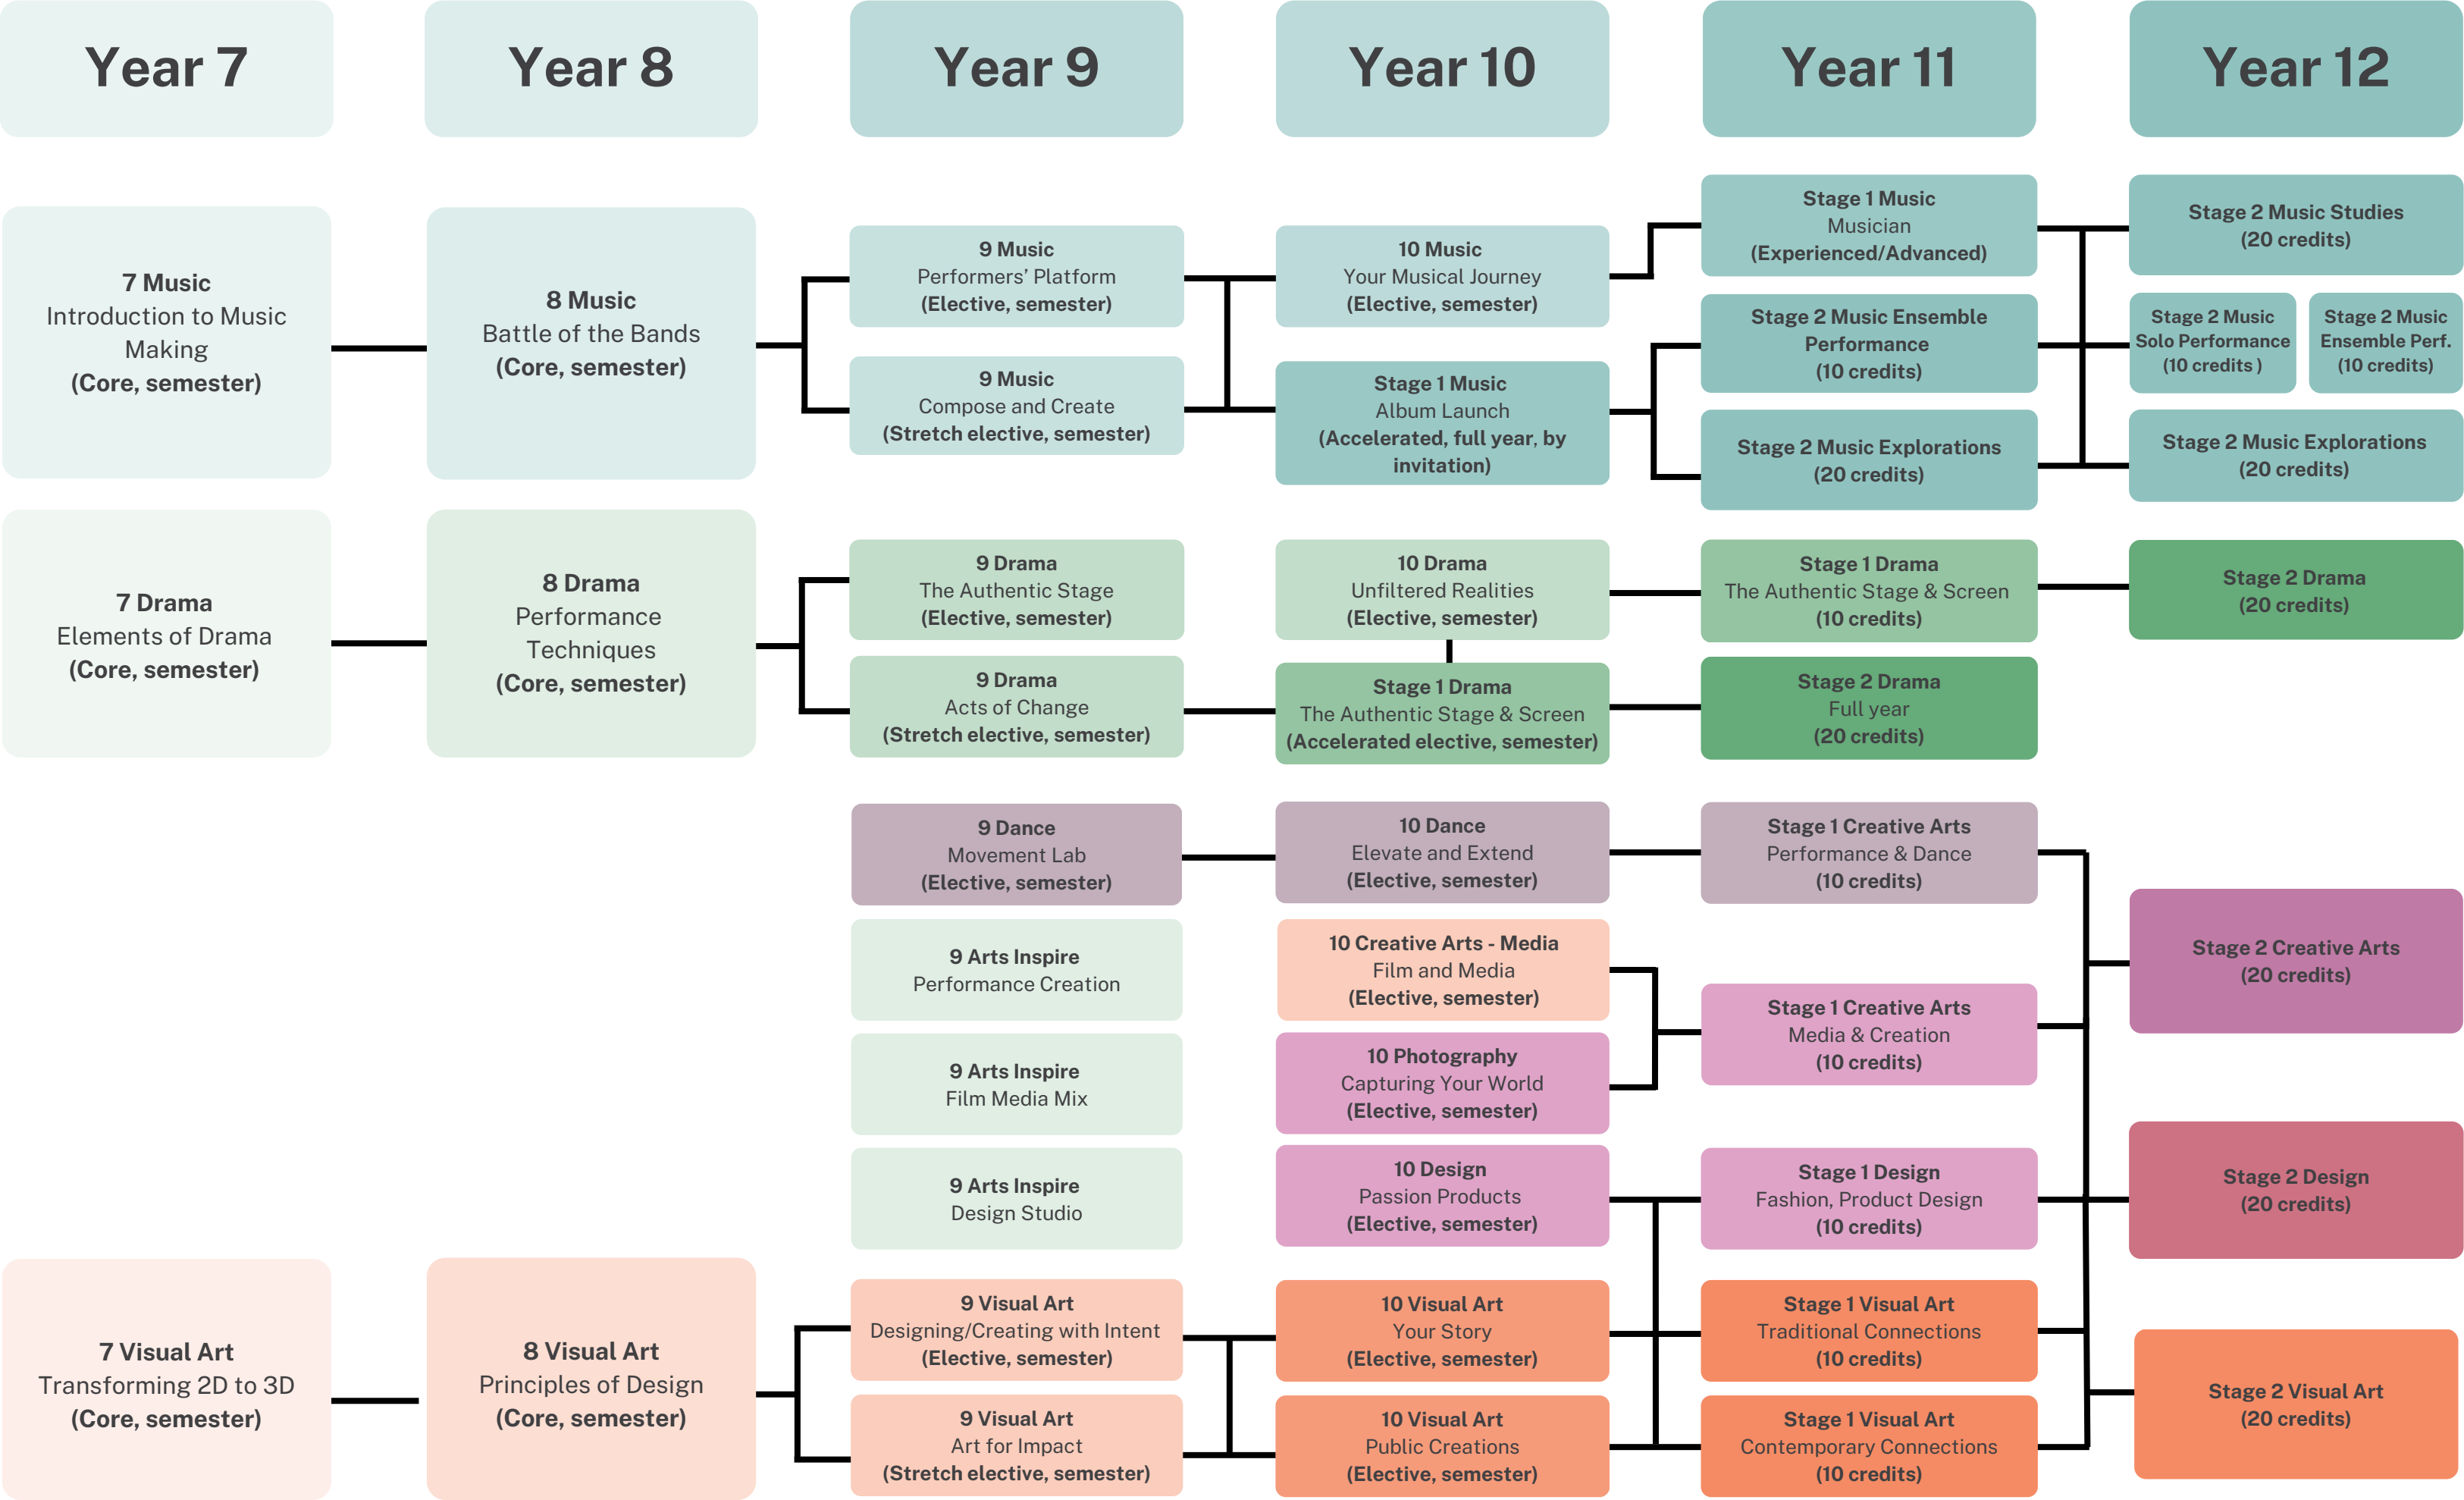 Year 7
Year 8
Year 9
Year 10
Year 11
Year 12
7 Music
Introduction to Music
Making
(Core, semester)
8 Music
Battle of the Bands
(Core, semester)
9 Music
Performers’ Platform
(Elective, semester)
9 Music
Compose and Create
(Stretch elective, semester)
10 Music
Your Musical Journey
(Elective, semester)
Stage 1 Music
Album Launch
(Accelerated, full year, by
invitation)
Stage 1 Music
Musician
(Experienced/Advanced)
Stage 2 Music Ensemble
Performance
(10 credits)
Stage 2 Music Explorations
(20 credits)
Stage 2 Music Studies
(20 credits)
Stage 2 Music
Solo Performance
(10 credits )
Stage 2 Music
Ensemble Perf.
(10 credits)
Stage 2 Music Explorations
(20 credits)
7 Drama
Elements of Drama
(Core, semester)
8 Drama
Performance
Techniques
(Core, semester)
9 Drama
The Authentic Stage
(Elective, semester)
9 Drama
Acts of Change
(Stretch elective, semester)
10 Drama
Unfiltered Realities
(Elective, semester)
Stage 1 Drama
The Authentic Stage & Screen
(Accelerated elective, semester)
Stage 1 Drama
The Authentic Stage & Screen
(10 credits)
Stage 2 Drama
Full year
(20 credits)
Stage 2 Drama
(20 credits)
9 Dance
Movement Lab
(Elective, semester)
10 Dance
Elevate and Extend
(Elective, semester)
Stage 1 Creative Arts
Performance & Dance
(10 credits)
9 Arts Inspire
Performance Creation
9 Arts Inspire
Film Media Mix
9 Arts Inspire
Design Studio
10 Creative Arts - Media
Film and Media
(Elective, semester)
10 Photography
Capturing Your World
(Elective, semester)
10 Design
Passion Products
(Elective, semester)
Stage 1 Creative Arts
Media & Creation
(10 credits)
Stage 1 Design
Fashion, Product Design
(10 credits)
Stage 2 Creative Arts
(20 credits)
Stage 2 Design
(20 credits)
7 Visual Art
Transforming 2D to 3D
(Core, semester)
8 Visual Art
Principles of Design
(Core, semester)
9 Visual Art
Designing/Creating with Intent
(Elective, semester)
9 Visual Art
Art for Impact
(Stretch elective, semester)
10 Visual Art
Your Story
(Elective, semester)
10 Visual Art
Public Creations
(Elective, semester)
Stage 1 Visual Art
Traditional Connections
(10 credits)
Stage 1 Visual Art
Contemporary Connections
(10 credits)
Stage 2 Visual Art
(20 credits)